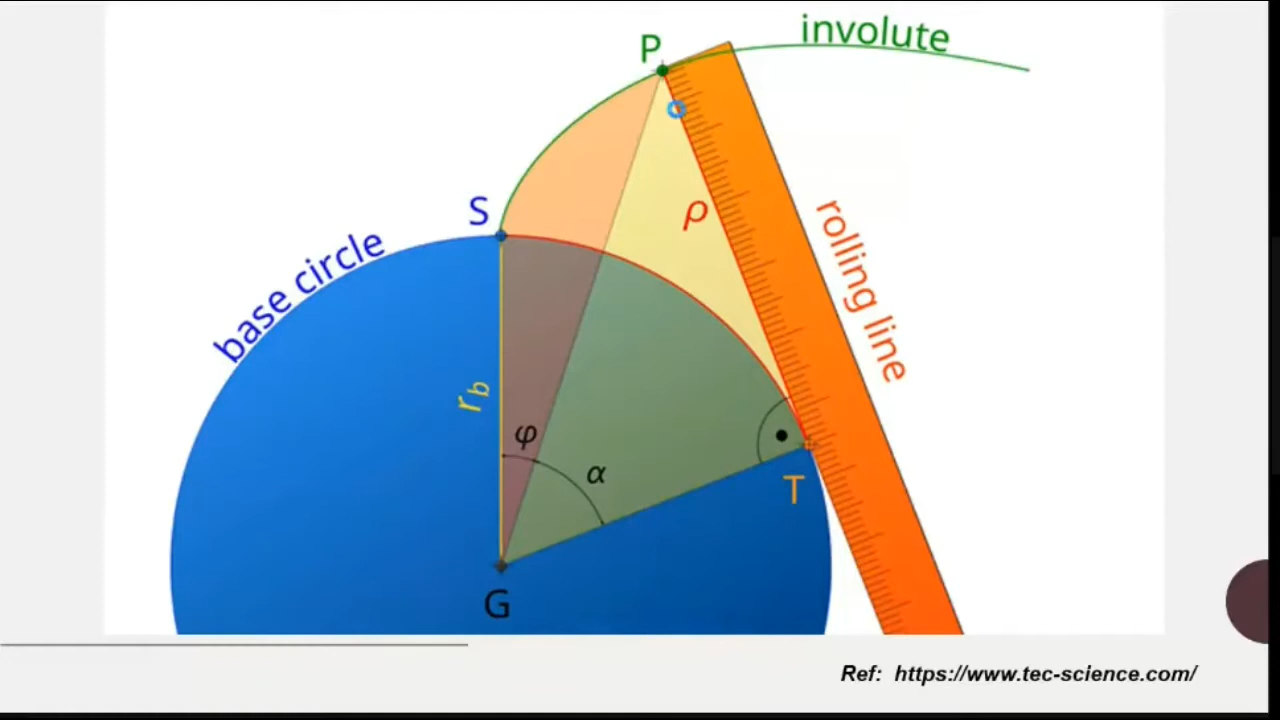 involute
P
S
ρ
base circle
rolling line
r_b
φ
α
T
G
Ref: https://www.tec-science.com/